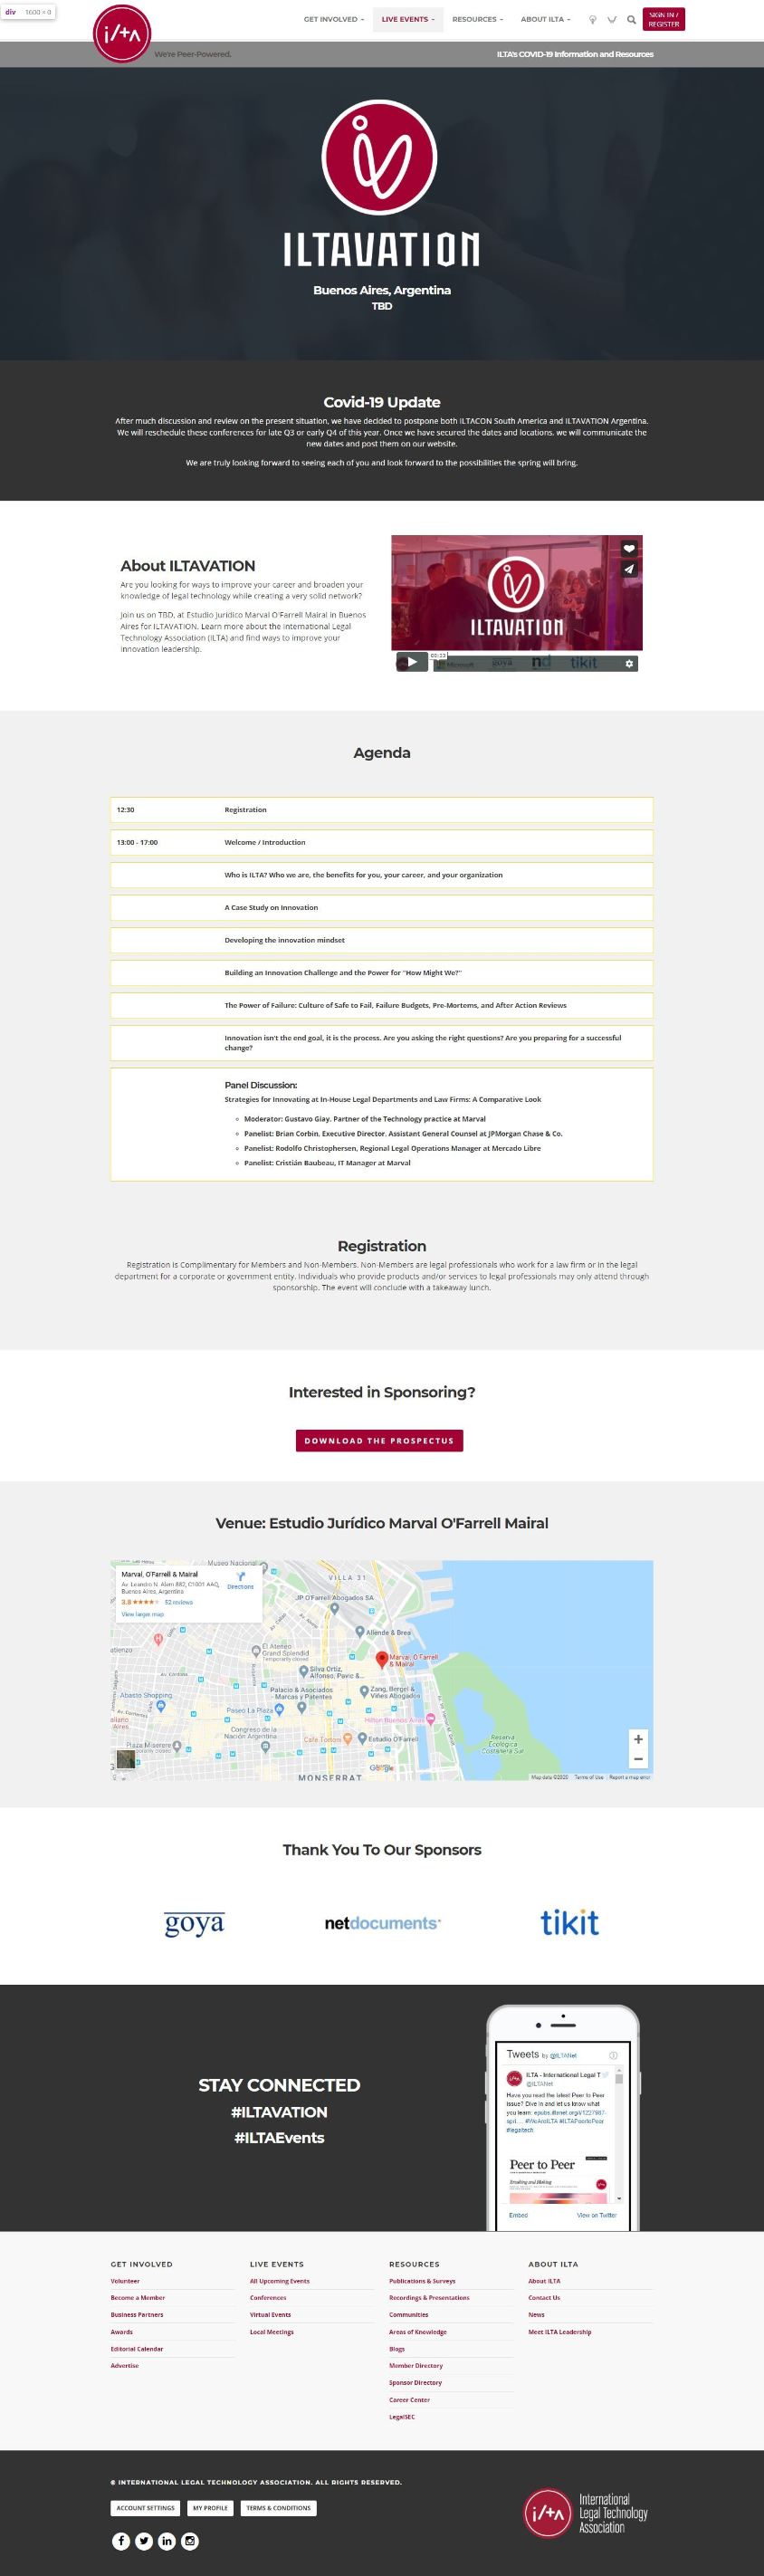 div 1600 × 0
i/tʌ
GET INVOLVED
LIVE EVENTS
RESOURCES
ABOUT ILTA
SIGN IN /
REGISTER
We're Peer-Powered.
ILTA's COVID-19 Information and Resources
ILTAVATION
Buenos Aires, Argentina
TBD
Covid-19 Update
After much discussion and review on the present situation, we have decided to postpone both ILTACON South America and ILTAVATION Argentina.
We will reschedule these conferences for late Q3 or early Q4 of this year. Once we have secured the dates and locations, we will communicate the
new dates and post them on our website.
We are truly looking forward to seeing each of you and look forward to the possibilities the spring will bring.
About ILTAVATION
Are you looking for ways to improve your career and broaden your
knowledge of legal technology while creating a very solid network?
Join us on TBD, at Estudio Jurídico Marval O'Farrell Mairal in Buenos
Aires for ILTAVATION. Learn more about the International Legal
Technology Association (ILTA) and find ways to improve your
innovation leadership.
ILTAVATION
goya nd tikit
Agenda
12:30 Registration
13:00 - 17:00 Welcome / Introduction
Who is ILTA? Who we are, the benefits for you, your career, and your organization
A Case Study on Innovation
Developing the innovation mindset
Building an Innovation Challenge and the Power for "How Might We?"
The Power of Failure: Culture of Safe to Fail, Failure Budgets, Pre-Mortems, and After Action Reviews
Innovation isn't the end goal, it is the process. Are you asking the right questions? Are you preparing for a successful
change?
Panel Discussion:
Strategies for Innovating at In-House Legal Departments and Law Firms: A Comparative Look
Moderator: Gustavo Giay, Partner of the Technology practice at Marval
Panelist: Brian Corbin, Executive Director, Assistant General Counsel at JPMorgan Chase & Co.
Panelist: Rodolfo Christophersen, Regional Legal Operations Manager at Mercado Libre
Panelist: Cristián Baubeau, IT Manager at Marval
Registration
Registration is Complimentary for Members and Non-Members. Non-Members are legal professionals who work for a law firm or in the legal
department for a corporate or government entity. Individuals who provide products and/or services to legal professionals may only attend through
sponsorship. The event will conclude with a takeaway lunch.
Interested in Sponsoring?
DOWNLOAD THE PROSPECTUS
Venue: Estudio Jurídico Marval O'Farrell Mairal
Marval, O'Farrell & Mairal
Av. Leandro N. Alem 882, C1001 AAQ,
Buenos Aires, Argentina
3.8 52 reviews
View larger map
Directions
Museo Nacional
VILLA 31
JP O'Farrell Abogados SA
Allende & Brea
El Ateneo
Grand Splendid
Temporarily closed
Marval, O'Farrell
& Mairal
Silva Ortiz,
Alfonso, Pavic &...
Av. Córdoba
Abasto Shopping
Palacio & Asociados
- Marcas y Patentes
Zang, Bergel &
Viñes Abogados
Paseo La Plaza
Hilton Buenos Aires
Congreso de la
Nación Argentina
Café Tortoni
Estudio O'Farrell
Plaza Miserere
Reserva
Ecológica
Costanera Sur
MONSERRAT
Google
Map data ©2020 Terms of Use Report a map error
Thank You To Our Sponsors
goya
netdocuments
tikit
STAY CONNECTED
#ILTAVATION
#ILTAEvents
Tweets by @ILTANet
ILTA - International Legal T
@ILTANet
Have you read the latest Peer to Peer
issue? Dive in and let us know what
you learn: epubs.iltanet.org/i/1227987-
spri... #WeAreILTA #ILTAPeertoPeer
#legaltech
Peer to Peer
Breaking and Making
Embed View on Twitter
GET INVOLVED
Volunteer
Become a Member
Business Partners
Awards
Editorial Calendar
Advertise
LIVE EVENTS
All Upcoming Events
Conferences
Virtual Events
Local Meetings
RESOURCES
Publications & Surveys
Recordings & Presentations
Communities
Areas of Knowledge
Blogs
Member Directory
Sponsor Directory
Career Center
LegalSEC
ABOUT ILTA
About ILTA
Contact Us
News
Meet ILTA Leadership
© INTERNATIONAL LEGAL TECHNOLOGY ASSOCIATION. ALL RIGHTS RESERVED.
ACCOUNT SETTINGS
MY PROFILE
TERMS & CONDITIONS
i/tʌ
International
Legal Technology
Association